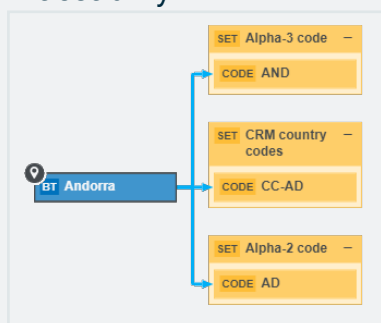 SET Alpha-3 code –
CODE AND
SET CRM country –
codes
BT Andorra
CODE CC-AD
SET Alpha-2 code –
CODE AD